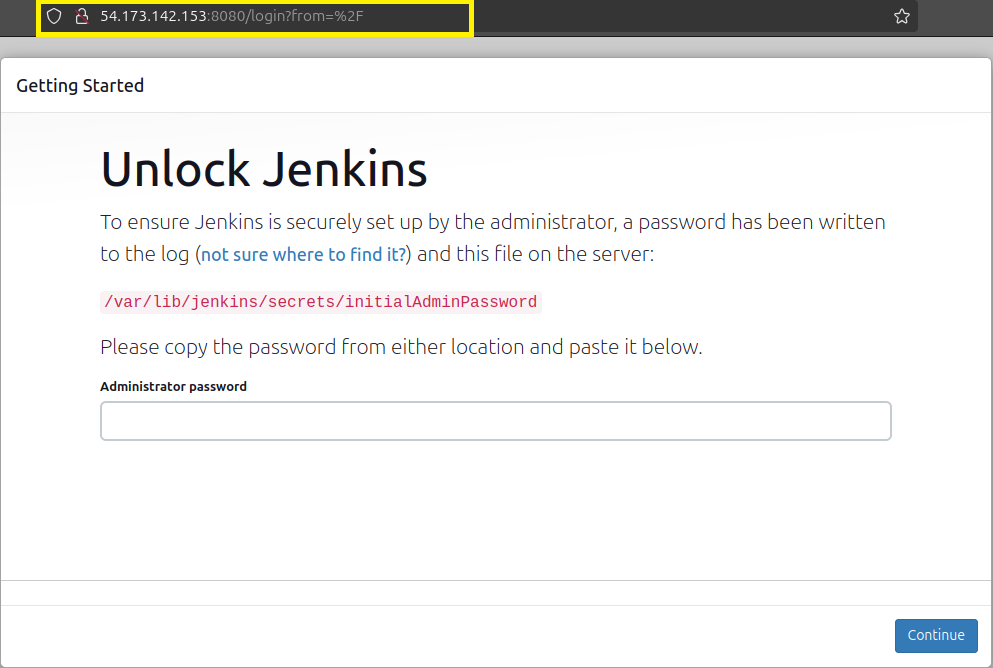 54.173.142.153:8080/login?from=%2F
Getting Started
Unlock Jenkins
To ensure Jenkins is securely set up by the administrator, a password has been written
to the log (not sure where to find it?) and this file on the server:
/var/lib/jenkins/secrets/initialAdminPassword
Please copy the password from either location and paste it below.
Administrator password
Continue